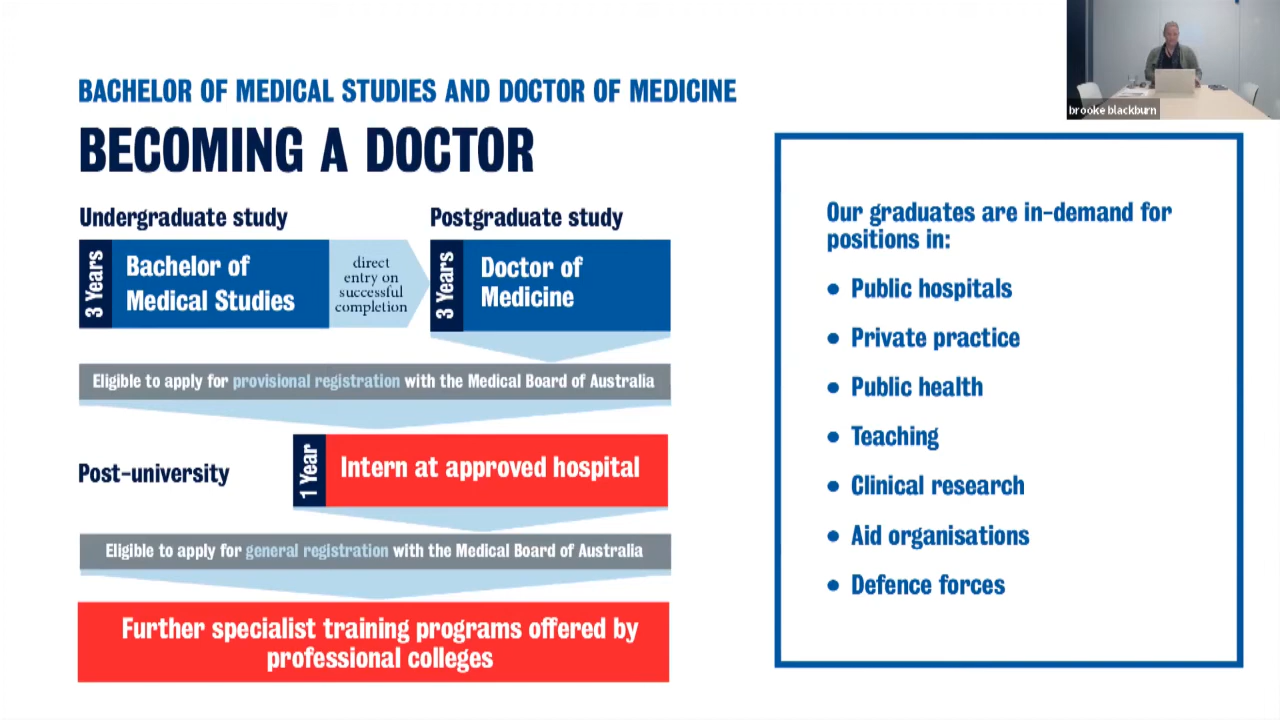 BACHELOR OF MEDICAL STUDIES AND DOCTOR OF MEDICINE
BECOMING A DOCTOR
Undergraduate study
Postgraduate study
3 Years
Bachelor of
Medical Studies
direct
entry on
successful
completion
3 Years
Doctor of
Medicine
Eligible to apply for provisional registration with the Medical Board of Australia
Post-university
1 Year
Intern at approved hospital
Eligible to apply for general registration with the Medical Board of Australia
Further specialist training programs offered by
professional colleges
brooke blackburn
Our graduates are in-demand for
positions in:
• Public hospitals
• Private practice
• Public health
• Teaching
• Clinical research
• Aid organisations
• Defence forces